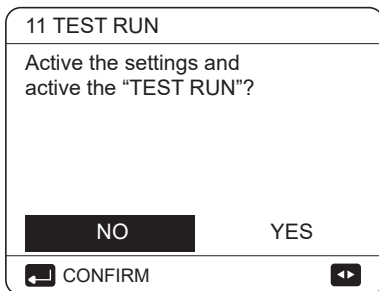 11 TEST RUN
Active the settings and
active the “TEST RUN”?
NO YES
CONFIRM